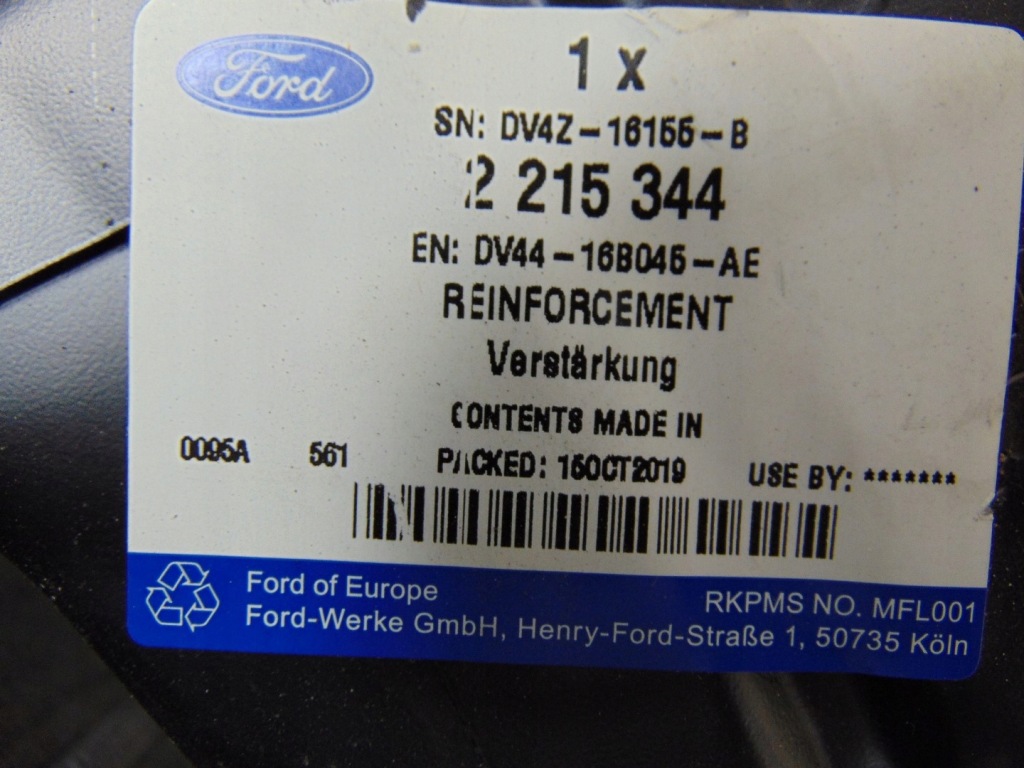 Ford
1 X
SN: DV4Z-16155-B
2 215 344
EN: DV44-16B045-AE
REINFORCEMENT
Verstärkung
CONTENTS MADE IN
0095A 561 PACKED: 15OCT2019 USE BY: *******
Ford of Europe
RKPMS NO. MFL001
Ford-Werke GmbH, Henry-Ford-Straße 1, 50735 Köln